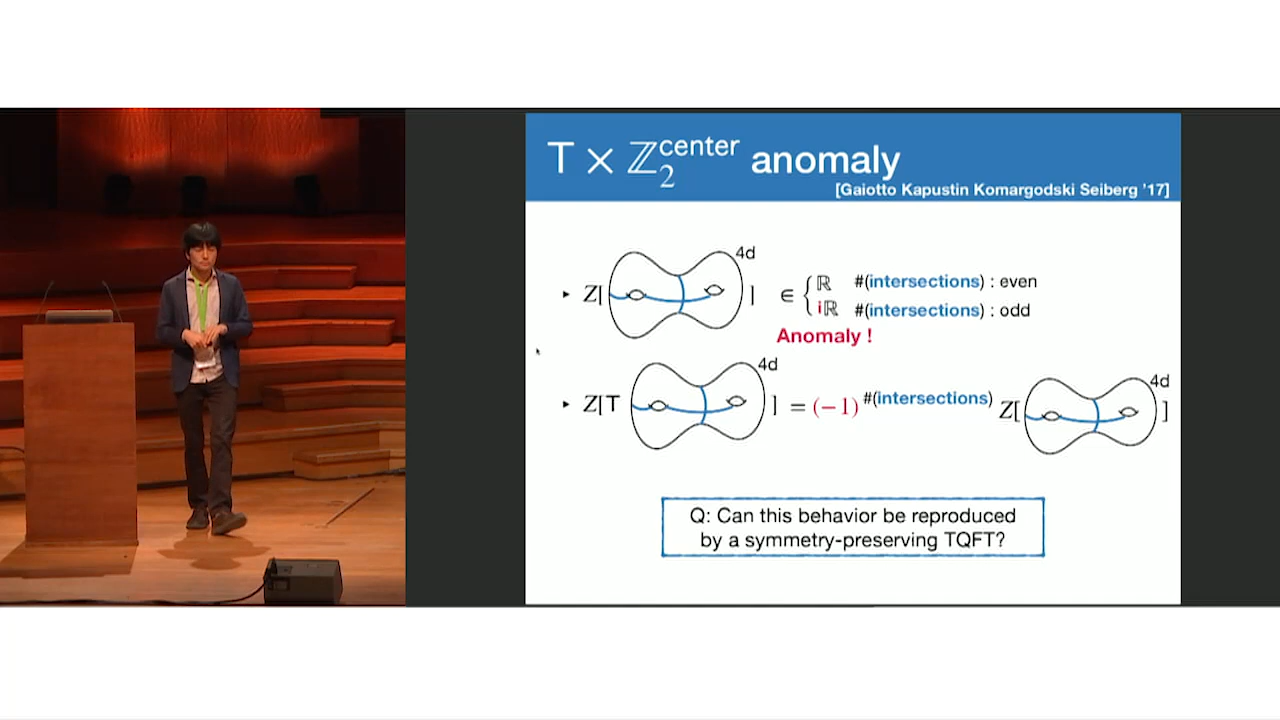 T × ℤ₂^center anomaly
[Gaiotto Kapustin Komargodski Seiberg '17]
4d
▸ Z[ ] ∈ { ℝ #(intersections) : even
iℝ #(intersections) : odd
Anomaly !
4d
▸ Z[T ] = (−1)^#(intersections) Z[ ]
4d
Q: Can this behavior be reproduced
by a symmetry-preserving TQFT?